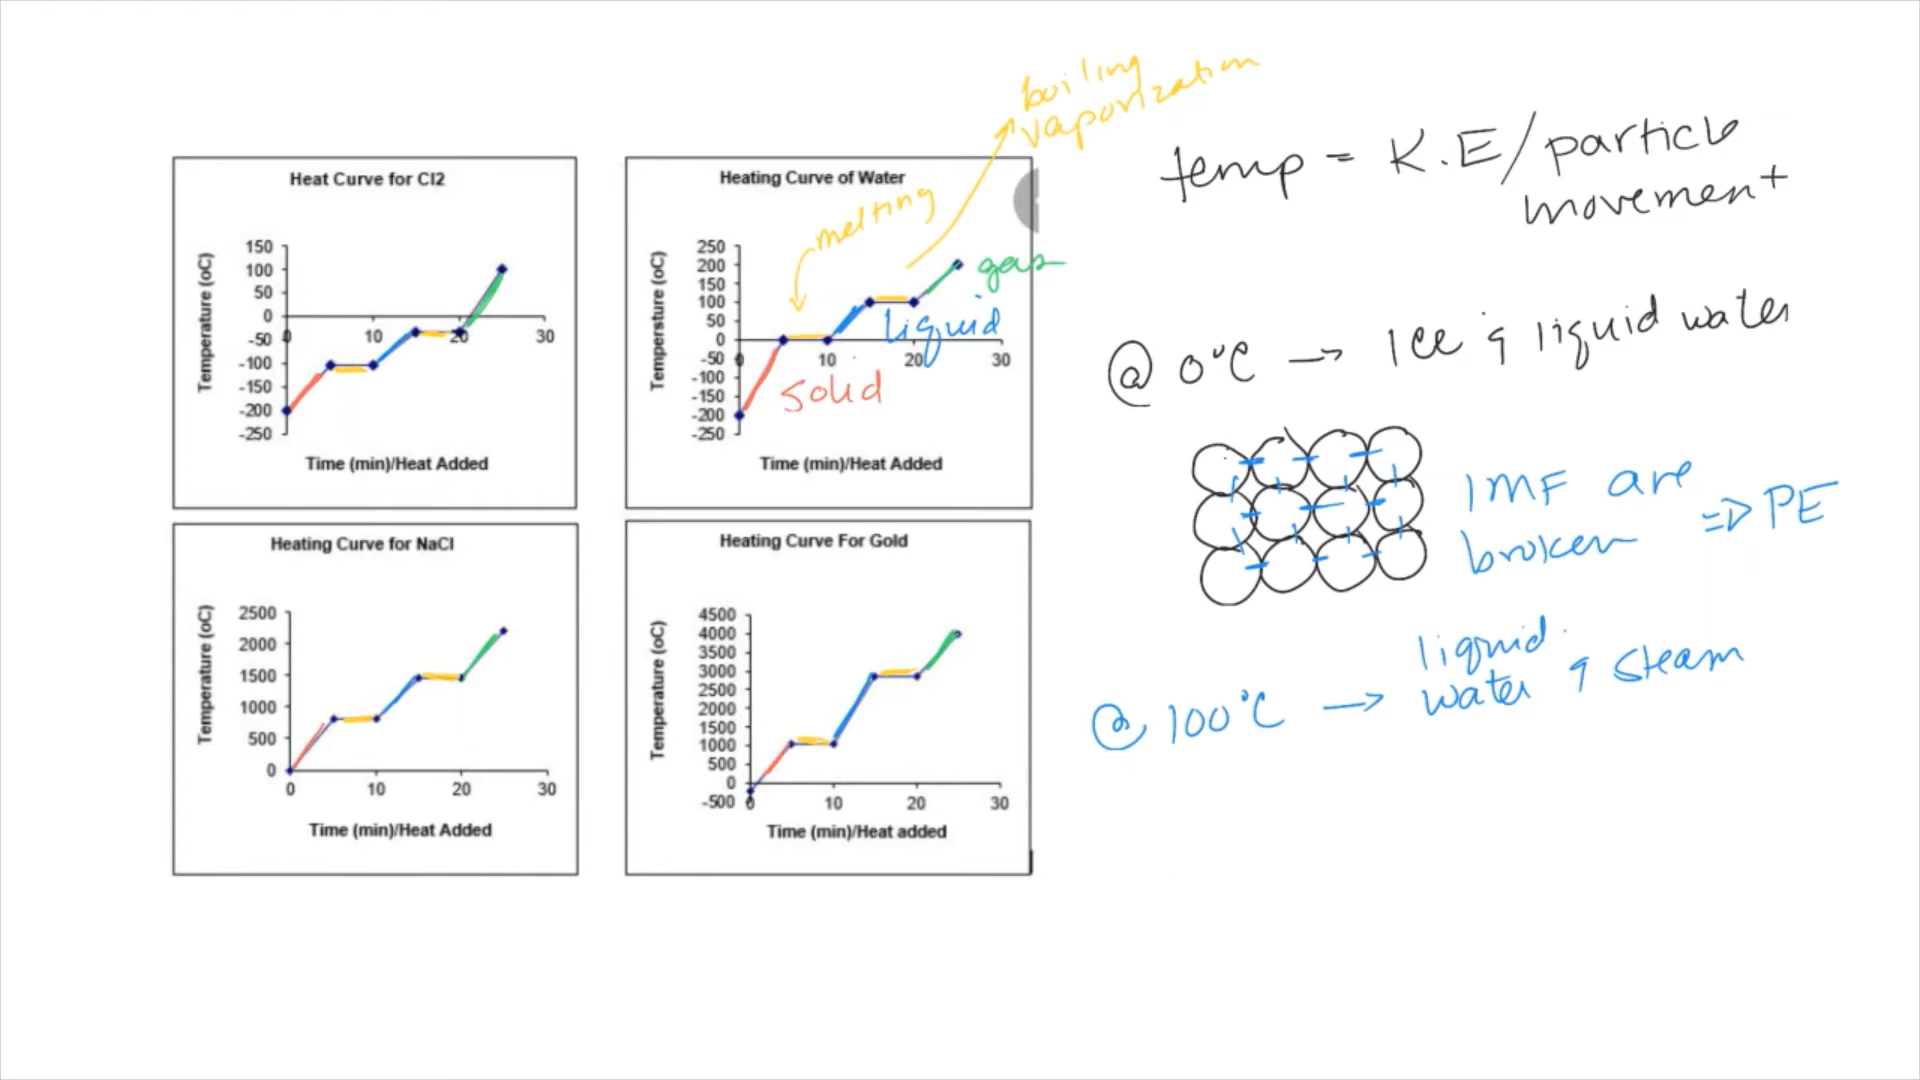 Heat Curve for Cl2
150
100
50
0
-50
-100
-150
-200
-250
0 10 20 30
Temperature (oC)
Time (min)/Heat Added
Heating Curve of Water
250
200
150
100
50
0
-50
-100
-150
-200
-250
0 10 20 30
Tempersture (oC)
Time (min)/Heat Added
melting
boiling
vaporization
gas
liquid
solid
Heating Curve for NaCl
2500
2000
1500
1000
500
0
0 10 20 30
Temperature (oC)
Time (min)/Heat Added
Heating Curve For Gold
4500
4000
3500
3000
2500
2000
1500
1000
500
0
-500
0 10 20 30
Temperature (oC)
Time (min)/Heat added
temp = K.E/particle
movement
@ 0°C → Ice & liquid water
IMF are
broken ⇒ PE
@ 100°C → liquid
water & steam